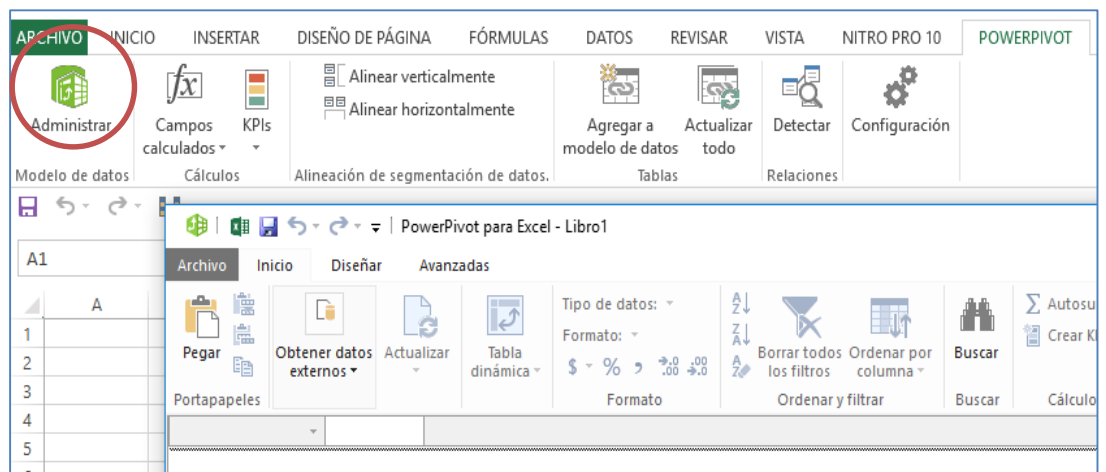 ARCHIVO INICIO INSERTAR DISEÑO DE PÁGINA FÓRMULAS DATOS REVISAR VISTA NITRO PRO 10 POWERPIVOT
Alinear verticalmente
Alinear horizontalmente
Administrar Campos KPIs Agregar a Actualizar Detectar Configuración
calculados modelo de datos todo
Modelo de datos Cálculos Alineación de segmentación de datos. Tablas Relaciones
PowerPivot para Excel - Libro1
A1
Archivo Inicio Diseñar Avanzadas
A
Tipo de datos: Autosu
1
Formato: Crear KI
Pegar Obtener datos Actualizar Tabla Borrar todos Ordenar por Buscar
2
externos dinámica $ % los filtros columna
3
Portapapeles Formato Ordenar y filtrar Buscar Cálculo
4
5